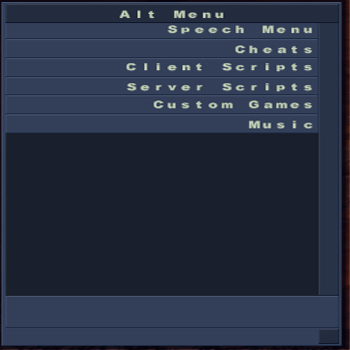 Alt Menu
Speech Menu
Cheats
Client Scripts
Server Scripts
Custom Games
Music